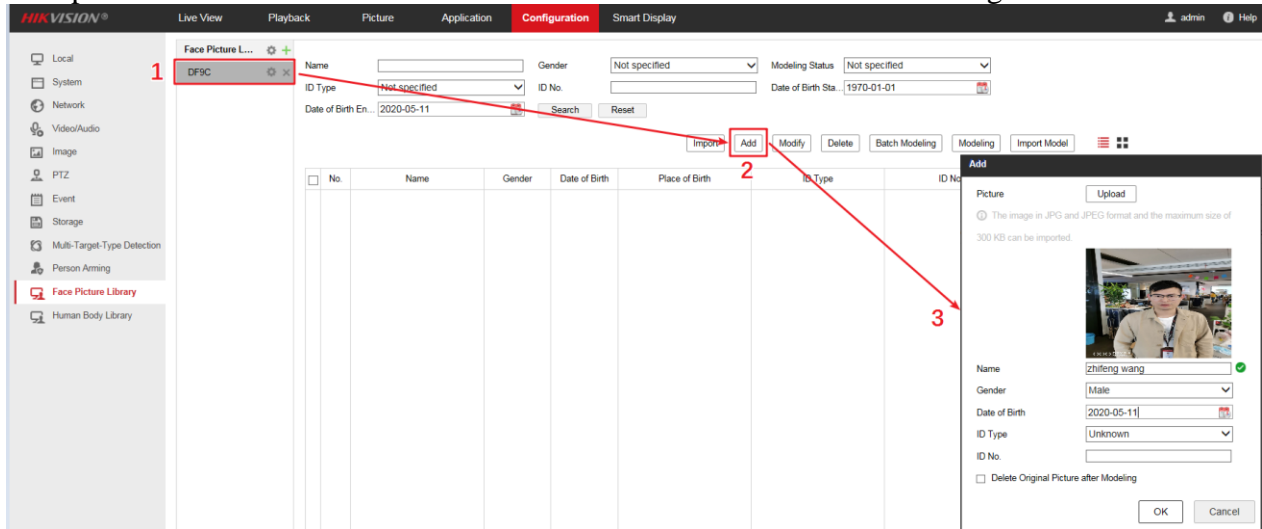 HIKVISION® Live View Playback Picture Application Configuration Smart Display admin Help
Local
System
Network
Video/Audio
Image
PTZ
Event
Storage
Multi-Target-Type Detection
Person Arming
Face Picture Library
Human Body Library
Face Picture L...
1 DF9C
Name Gender Not specified Modeling Status Not specified
ID Type Not specified ID No. Date of Birth Sta... 1970-01-01
Date of Birth En... 2020-05-11 Search Reset
Import Add Modify Delete Batch Modeling Modeling Import Model
2
No. Name Gender Date of Birth Place of Birth ID Type ID No
3
Add
Picture Upload
The image in JPG and JPEG format and the maximum size of
300 KB can be imported.
Name zhifeng wang
Gender Male
Date of Birth 2020-05-11
ID Type Unknown
ID No.
Delete Original Picture after Modeling
OK Cancel